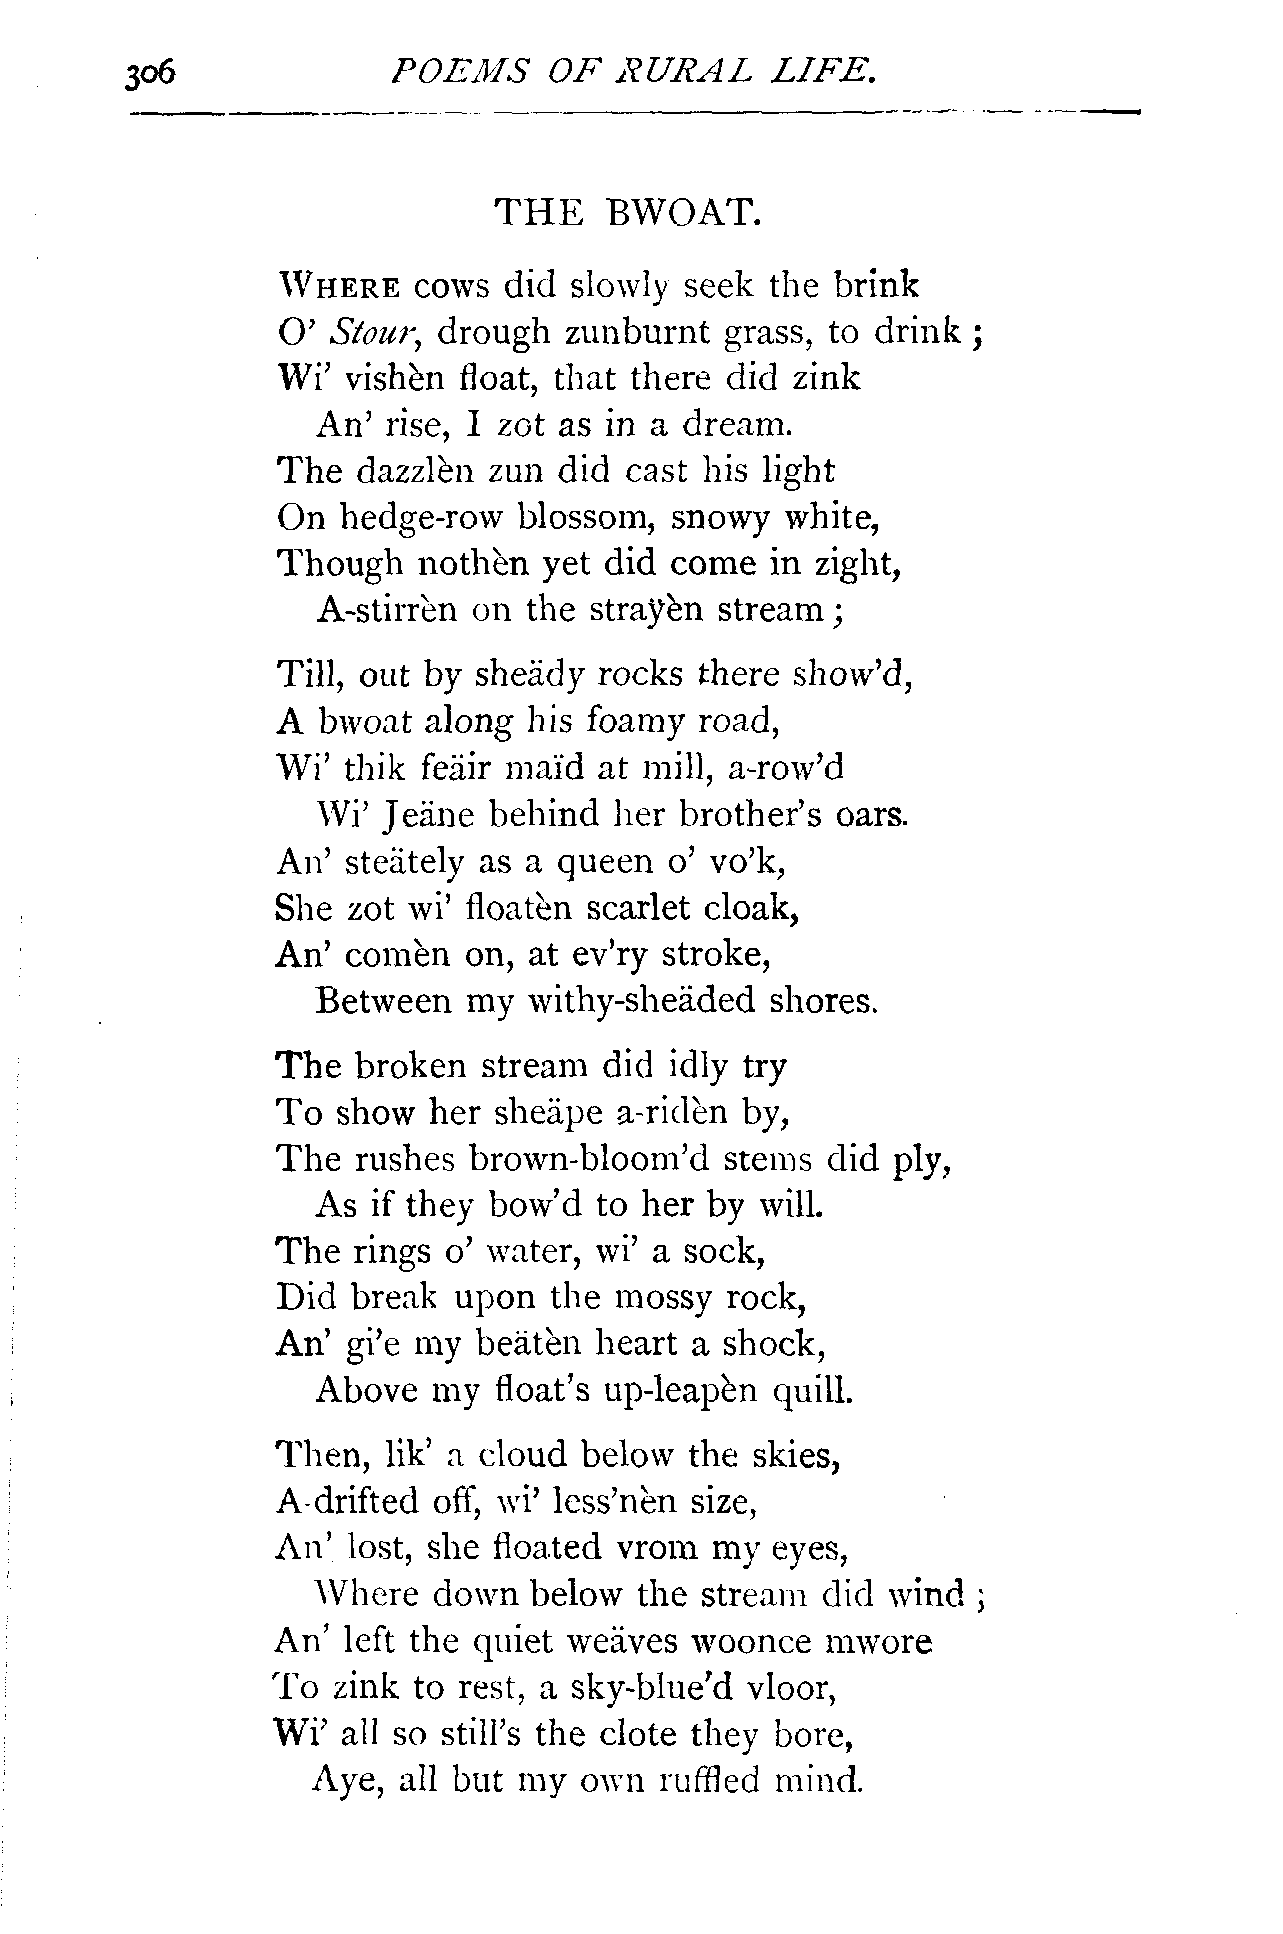 306 POEMS OF RURAL LIFE.
THE BWOAT.
WHERE cows did slowly seek the brink
O' Stour, drough zunburnt grass, to drink ;
Wi' vishèn float, that there did zink
An' rise, I zot as in a dream.
The dazzlèn zun did cast his light
On hedge-row blossom, snowy white,
Though nothèn yet did come in zight,
A-stirrèn on the straÿèn stream ;
Till, out by sheädy rocks there show'd,
A bwoat along his foamy road,
Wi' thik feäir maïd at mill, a-row'd
Wi' Jeäne behind her brother's oars.
An' steätely as a queen o' vo'k,
She zot wi' floatèn scarlet cloak,
An' comèn on, at ev'ry stroke,
Between my withy-sheäded shores.
The broken stream did idly try
To show her sheäpe a-ridèn by,
The rushes brown-bloom'd stems did ply,
As if they bow'd to her by will.
The rings o' water, wi' a sock,
Did break upon the mossy rock,
An' gi'e my beätèn heart a shock,
Above my float's up-leapèn quill.
Then, lik' a cloud below the skies,
A-drifted off, wi' less'nèn size,
An' lost, she floated vrom my eyes,
Where down below the stream did wind ;
An' left the quiet weäves woonce mwore
To zink to rest, a sky-blue'd vloor,
Wi' all so still's the clote they bore,
Aye, all but my own ruffled mind.